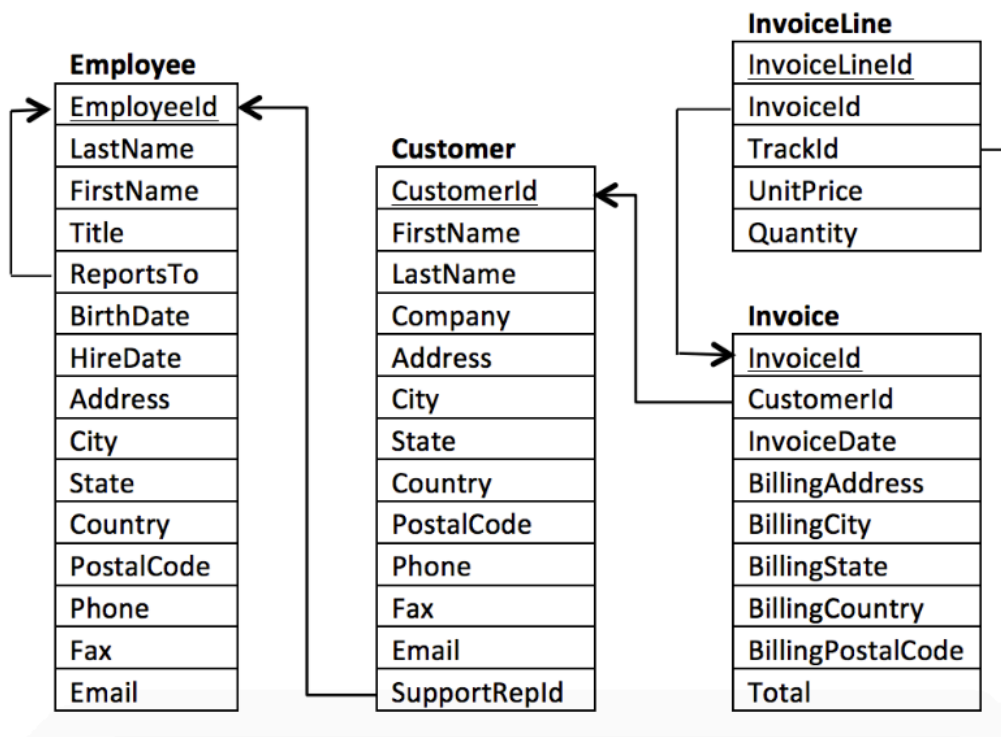 Employee
EmployeeId
LastName
FirstName
Title
ReportsTo
BirthDate
HireDate
Address
City
State
Country
PostalCode
Phone
Fax
Email
Customer
CustomerId
FirstName
LastName
Company
Address
City
State
Country
PostalCode
Phone
Fax
Email
SupportRepId
InvoiceLine
InvoiceLineId
InvoiceId
TrackId
UnitPrice
Quantity
Invoice
InvoiceId
CustomerId
InvoiceDate
BillingAddress
BillingCity
BillingState
BillingCountry
BillingPostalCode
Total